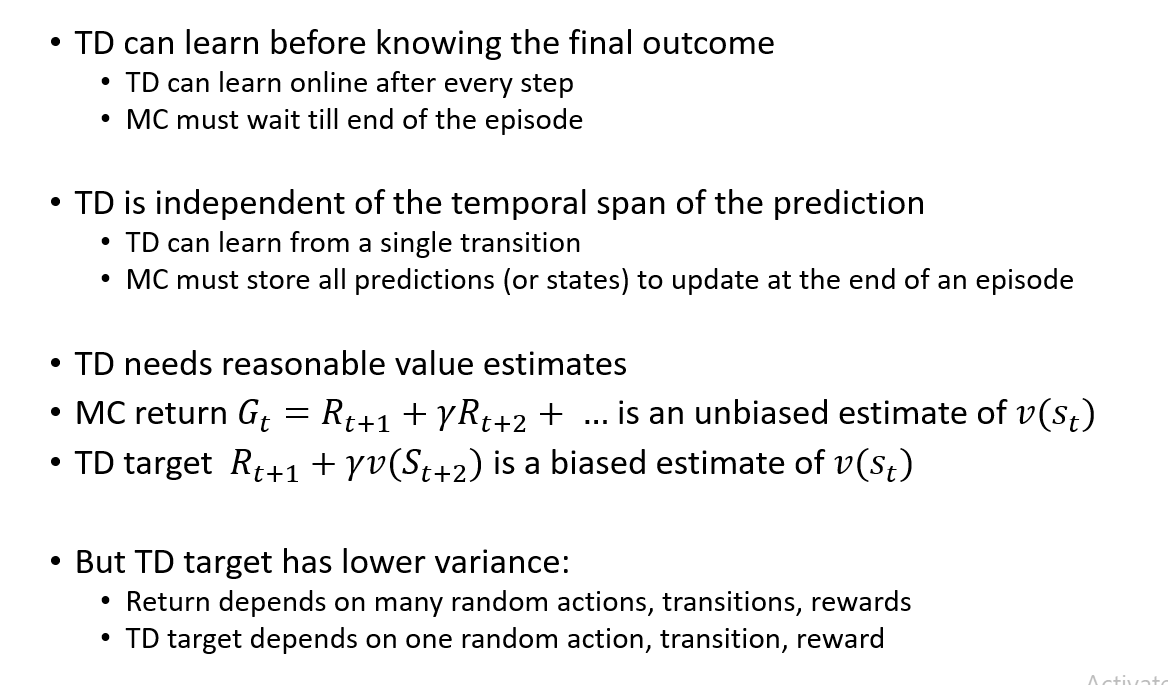 • TD can learn before knowing the final outcome
• TD can learn online after every step
• MC must wait till end of the episode
• TD is independent of the temporal span of the prediction
• TD can learn from a single transition
• MC must store all predictions (or states) to update at the end of an episode
• TD needs reasonable value estimates
• MC return G_t = R_{t+1} + γR_{t+2} + … is an unbiased estimate of v(s_t)
• TD target R_{t+1} + γv(S_{t+2}) is a biased estimate of v(s_t)
• But TD target has lower variance:
• Return depends on many random actions, transitions, rewards
• TD target depends on one random action, transition, reward